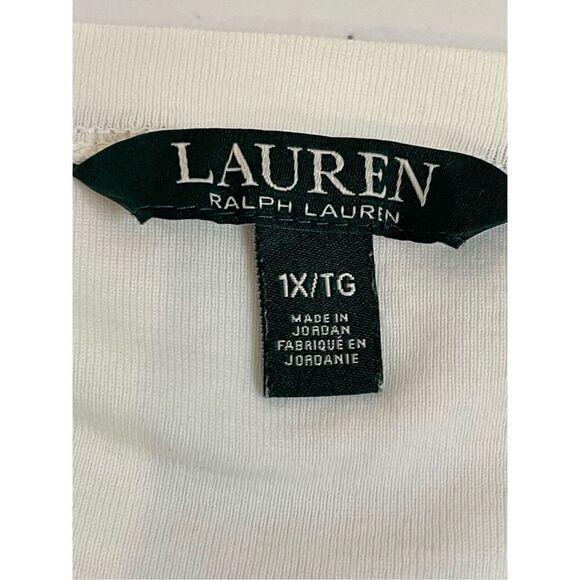 LAUREN
RALPH LAUREN
1X/TG
MADE IN
JORDAN
FABRIQUÉ EN
JORDANIE